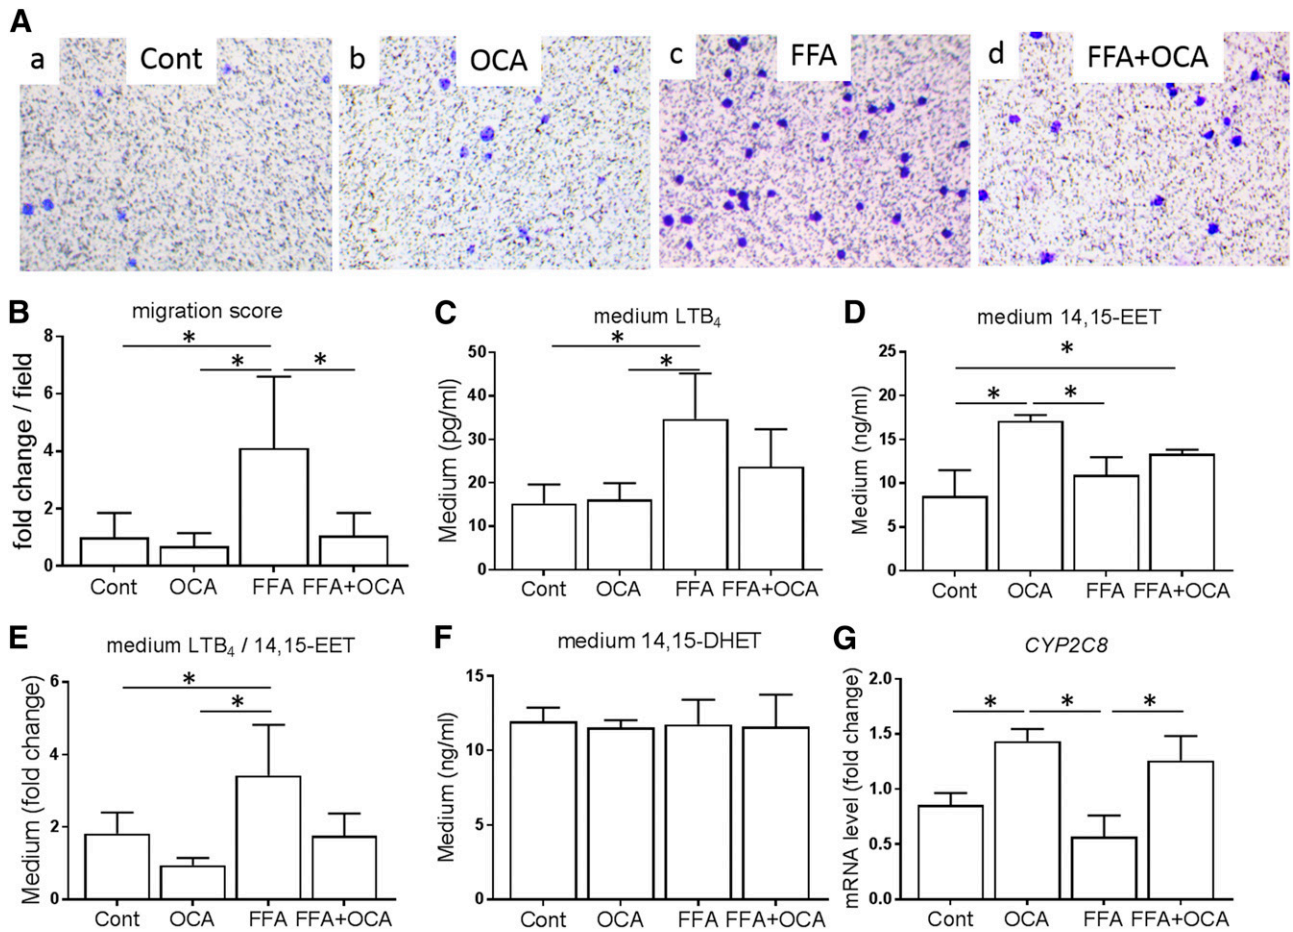 A
a Cont
b OCA
c FFA
d FFA+OCA
B
migration score
fold change / field
8
6
4
2
0
*
*
*
Cont OCA FFA FFA+OCA
C
medium LTB₄
Medium (pg/ml)
50
40
30
20
10
0
*
*
Cont OCA FFA FFA+OCA
D
medium 14,15-EET
Medium (ng/ml)
25
20
15
10
5
0
*
*
*
Cont OCA FFA FFA+OCA
E
medium LTB₄ / 14,15-EET
Medium (fold change)
6
4
2
0
*
*
Cont OCA FFA FFA+OCA
F
medium 14,15-DHET
Medium (ng/ml)
15
10
5
0
Cont OCA FFA FFA+OCA
G
CYP2C8
mRNA level (fold change)
2.0
1.5
1.0
0.5
0.0
*
*
*
Cont OCA FFA FFA+OCA